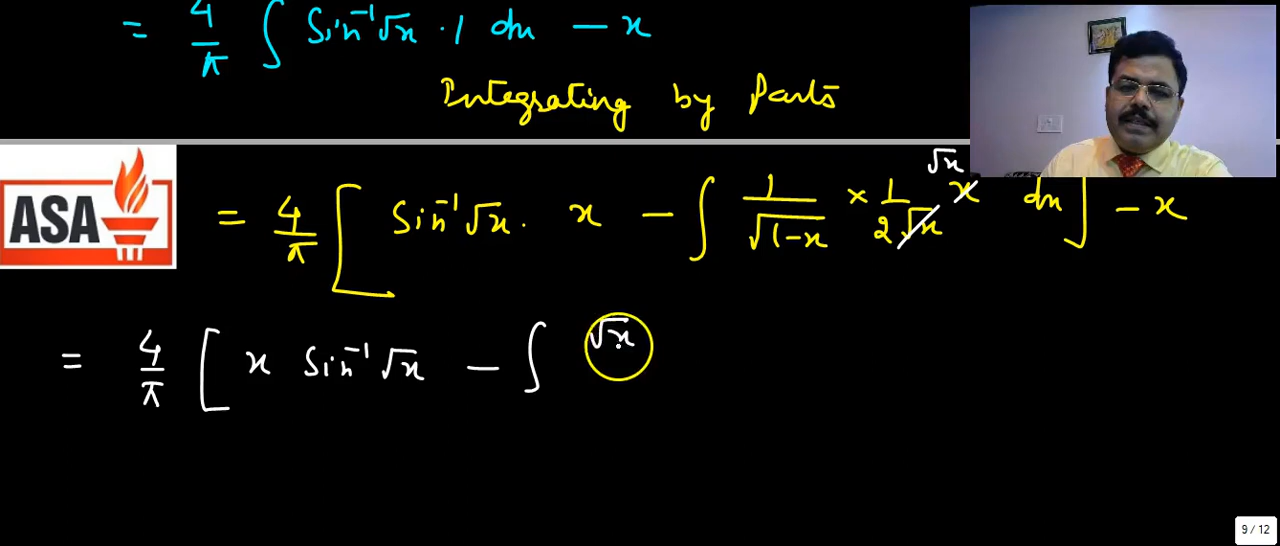 = 4/π ∫ Sin⁻¹√x · 1 dx − x
Integrating by Parts
ASA
= 4/π [ Sin⁻¹√x · x − ∫ 1/√(1−x) × 1/(2√x) x √x dx ] − x
= 4/π [ x Sin⁻¹√x − ∫ √x
9 / 12